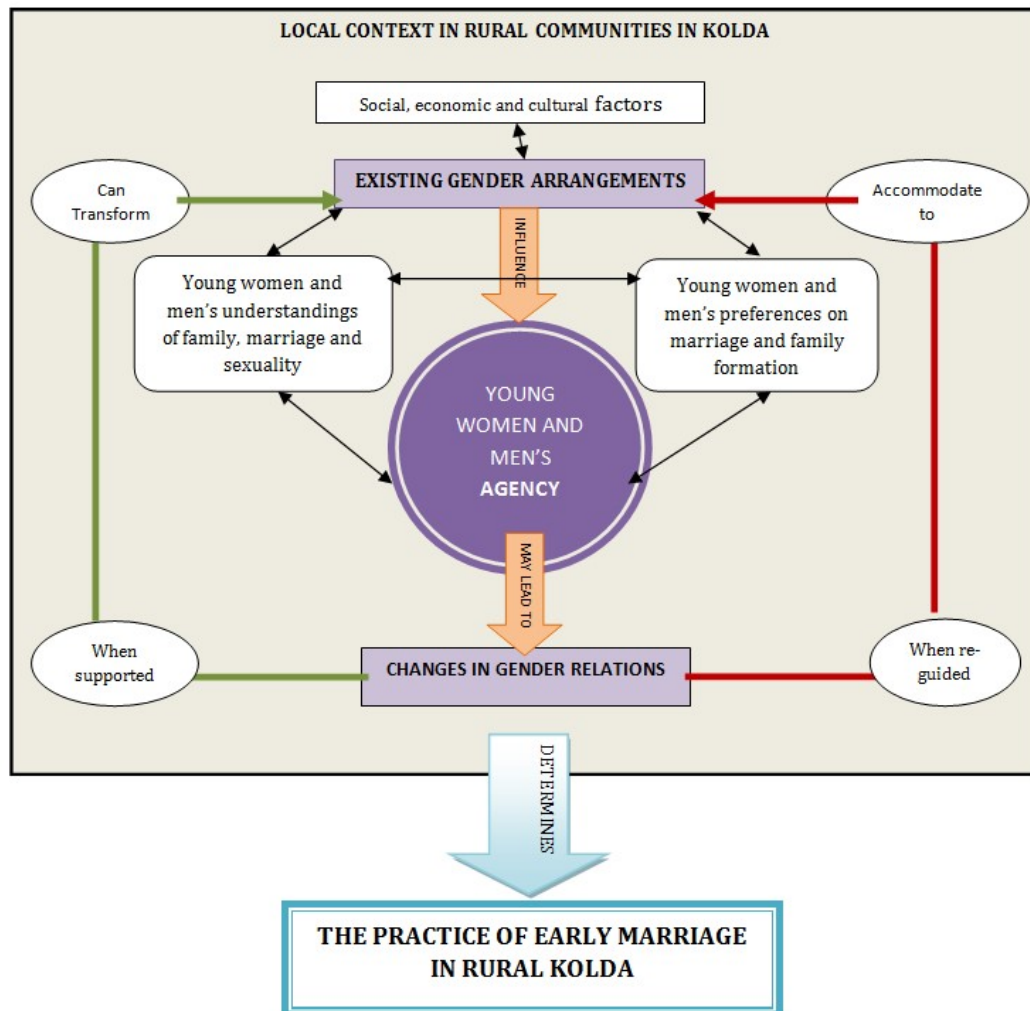 LOCAL CONTEXT IN RURAL COMMUNITIES IN KOLDA
Social, economic and cultural factors
EXISTING GENDER ARRANGEMENTS
Can
Transform
Accommodate
to
INFLUENCE
Young women and
men’s understandings
of family, marriage and
sexuality
Young women and
men’s preferences on
marriage and family
formation
YOUNG
WOMEN AND
MEN’S
AGENCY
MAY LEAD TO
When
supported
CHANGES IN GENDER RELATIONS
When re-
guided
DETERMINES
THE PRACTICE OF EARLY MARRIAGE
IN RURAL KOLDA